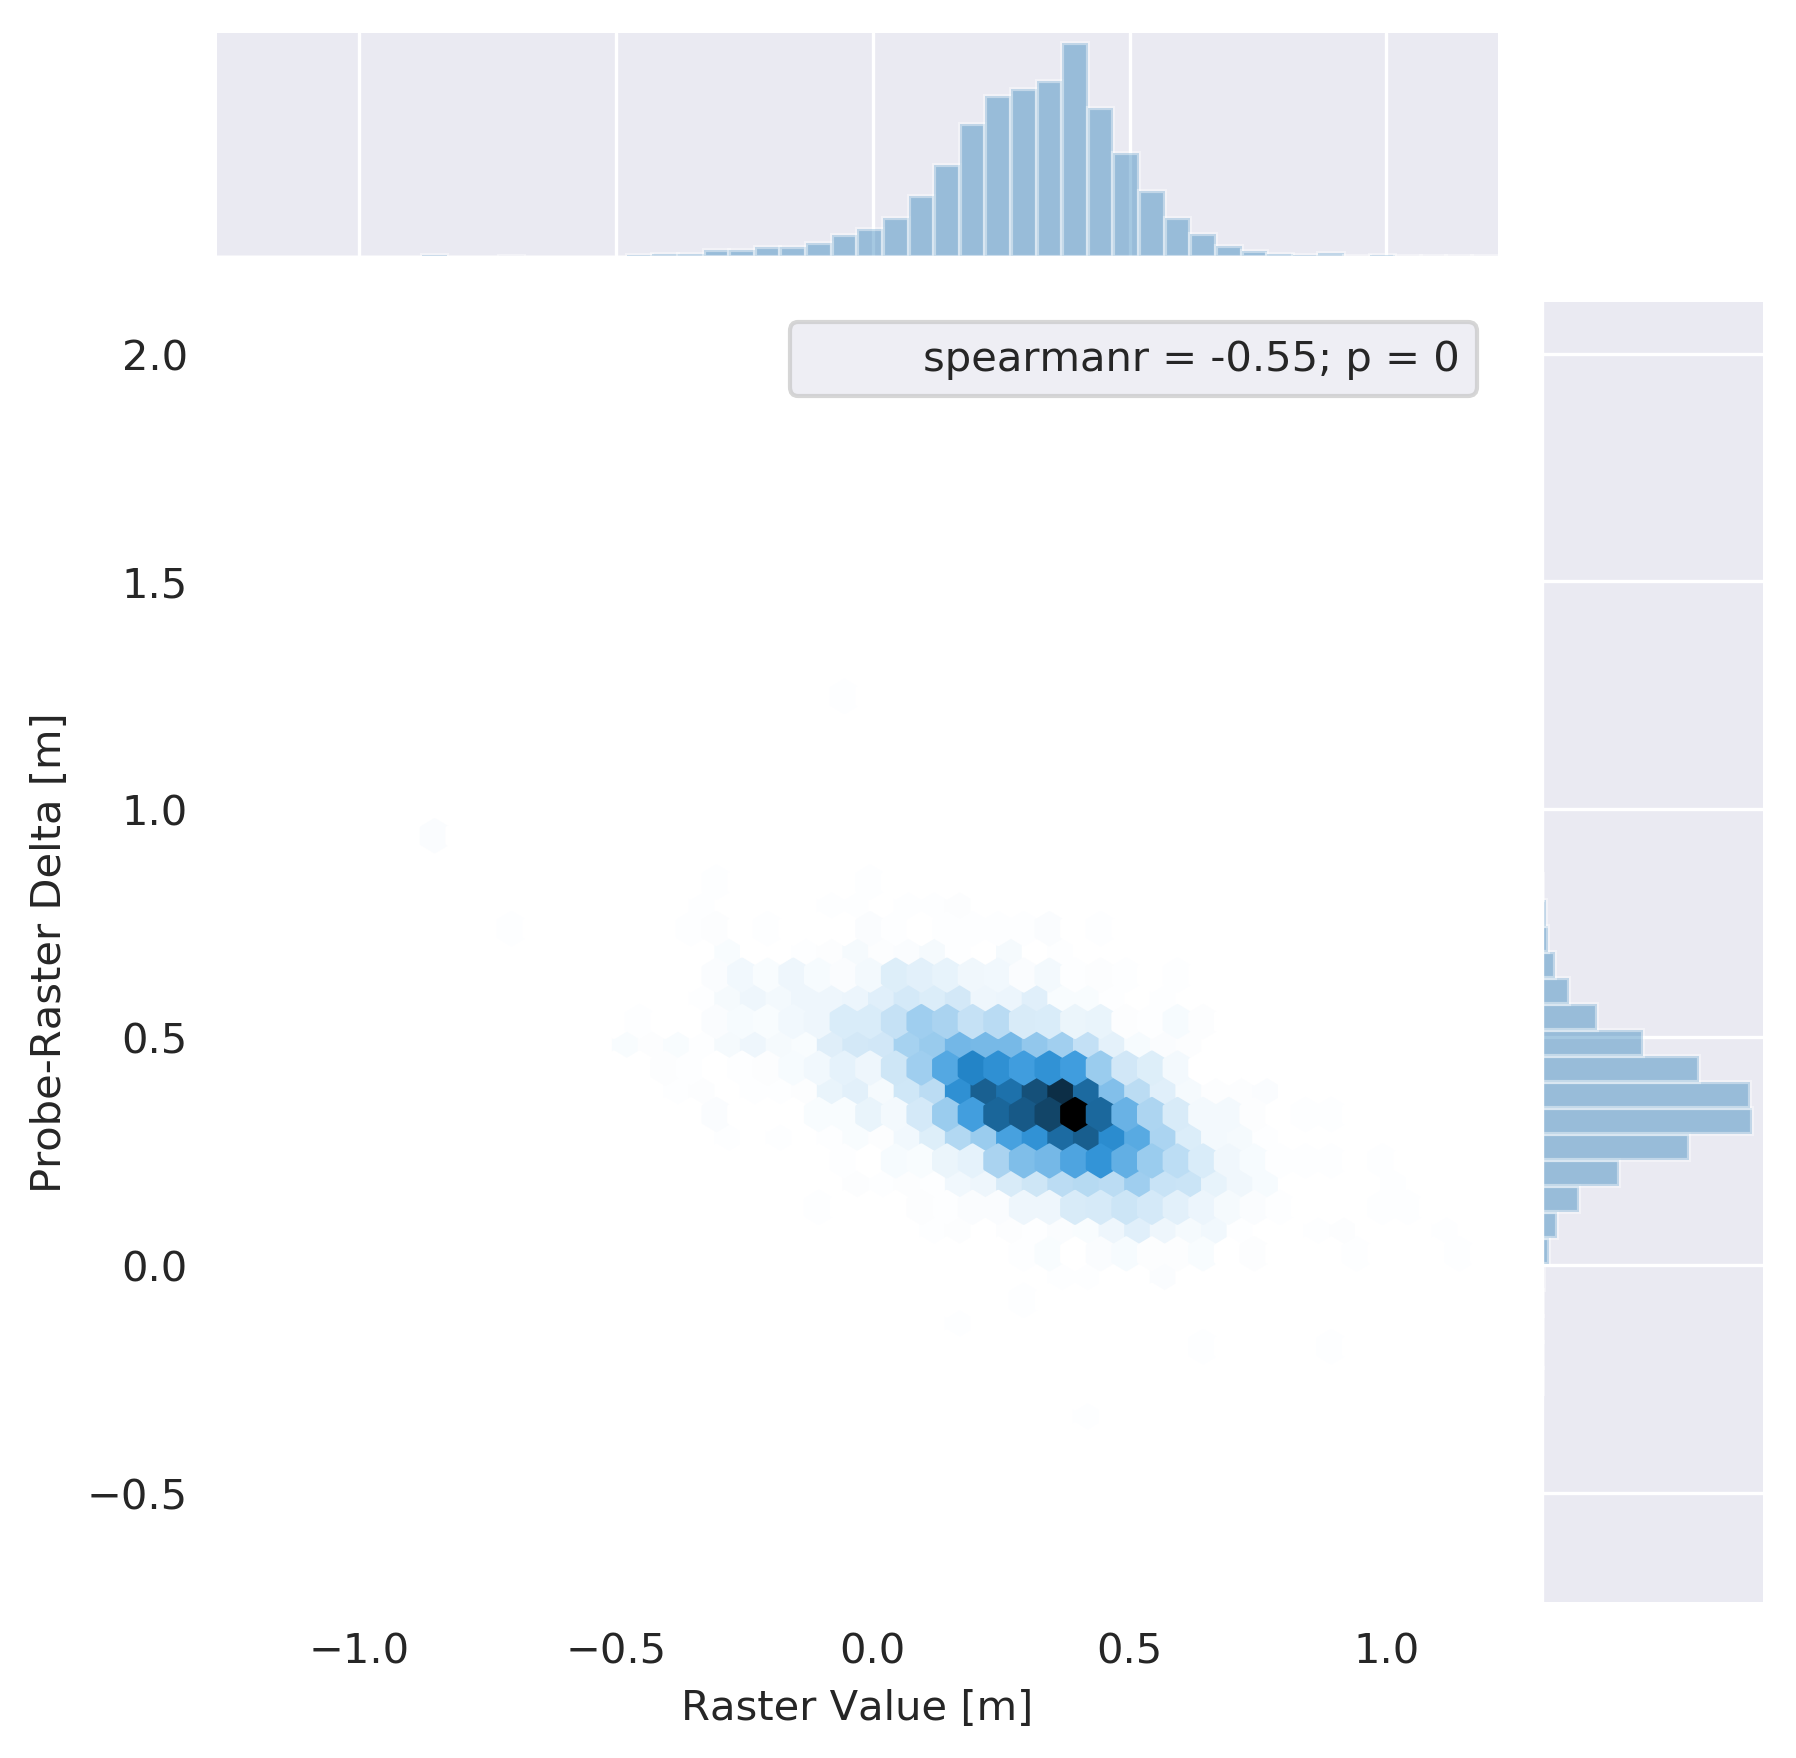 spearmanr = -0.55; p = 0
2.0
1.5
1.0
0.5
0.0
−0.5
Probe-Raster Delta [m]
−1.0 −0.5 0.0 0.5 1.0
Raster Value [m]